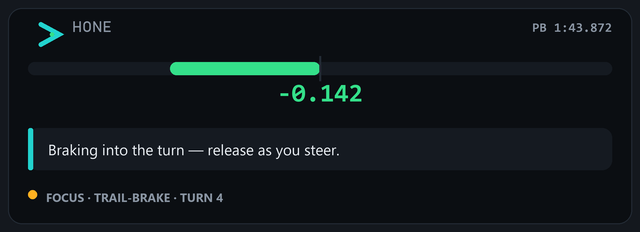 HONE
PB 1:43.872
-0.142
Braking into the turn — release as you steer.
FOCUS · TRAIL-BRAKE · TURN 4